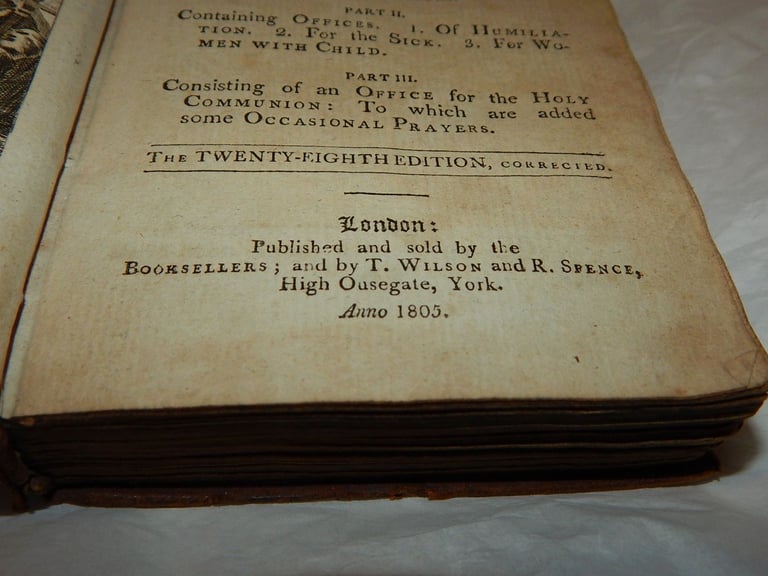 PART II.
Containing OFFICES. 1. Of HUMILIA-
TION. 2. For the SICK. 3. For WO-
MEN WITH CHILD.
PART III.
Consisting of an OFFICE for the HOLY
COMMUNION: To which are added
some OCCASIONAL PRAYERS.
THE TWENTY-EIGHTH EDITION, CORRECTED.
London:
Published and sold by the
BOOKSELLERS; and by T. WILSON and R. SPENCE,
High Ousegate, York.
Anno 1805.